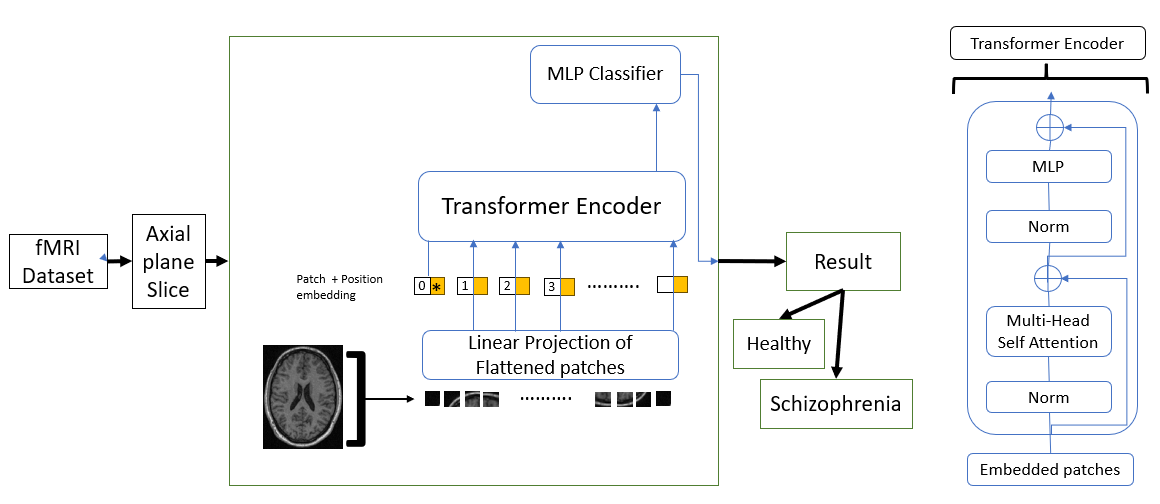 fMRI
Dataset
Axial
plane
Slice
MLP Classifier
Transformer Encoder
Patch + Position
embedding
0 * 1 2 3 ..........
Linear Projection of
Flattened patches
..........
Result
Healthy
Schizophrenia
Transformer Encoder
MLP
Norm
Multi-Head
Self Attention
Norm
Embedded patches